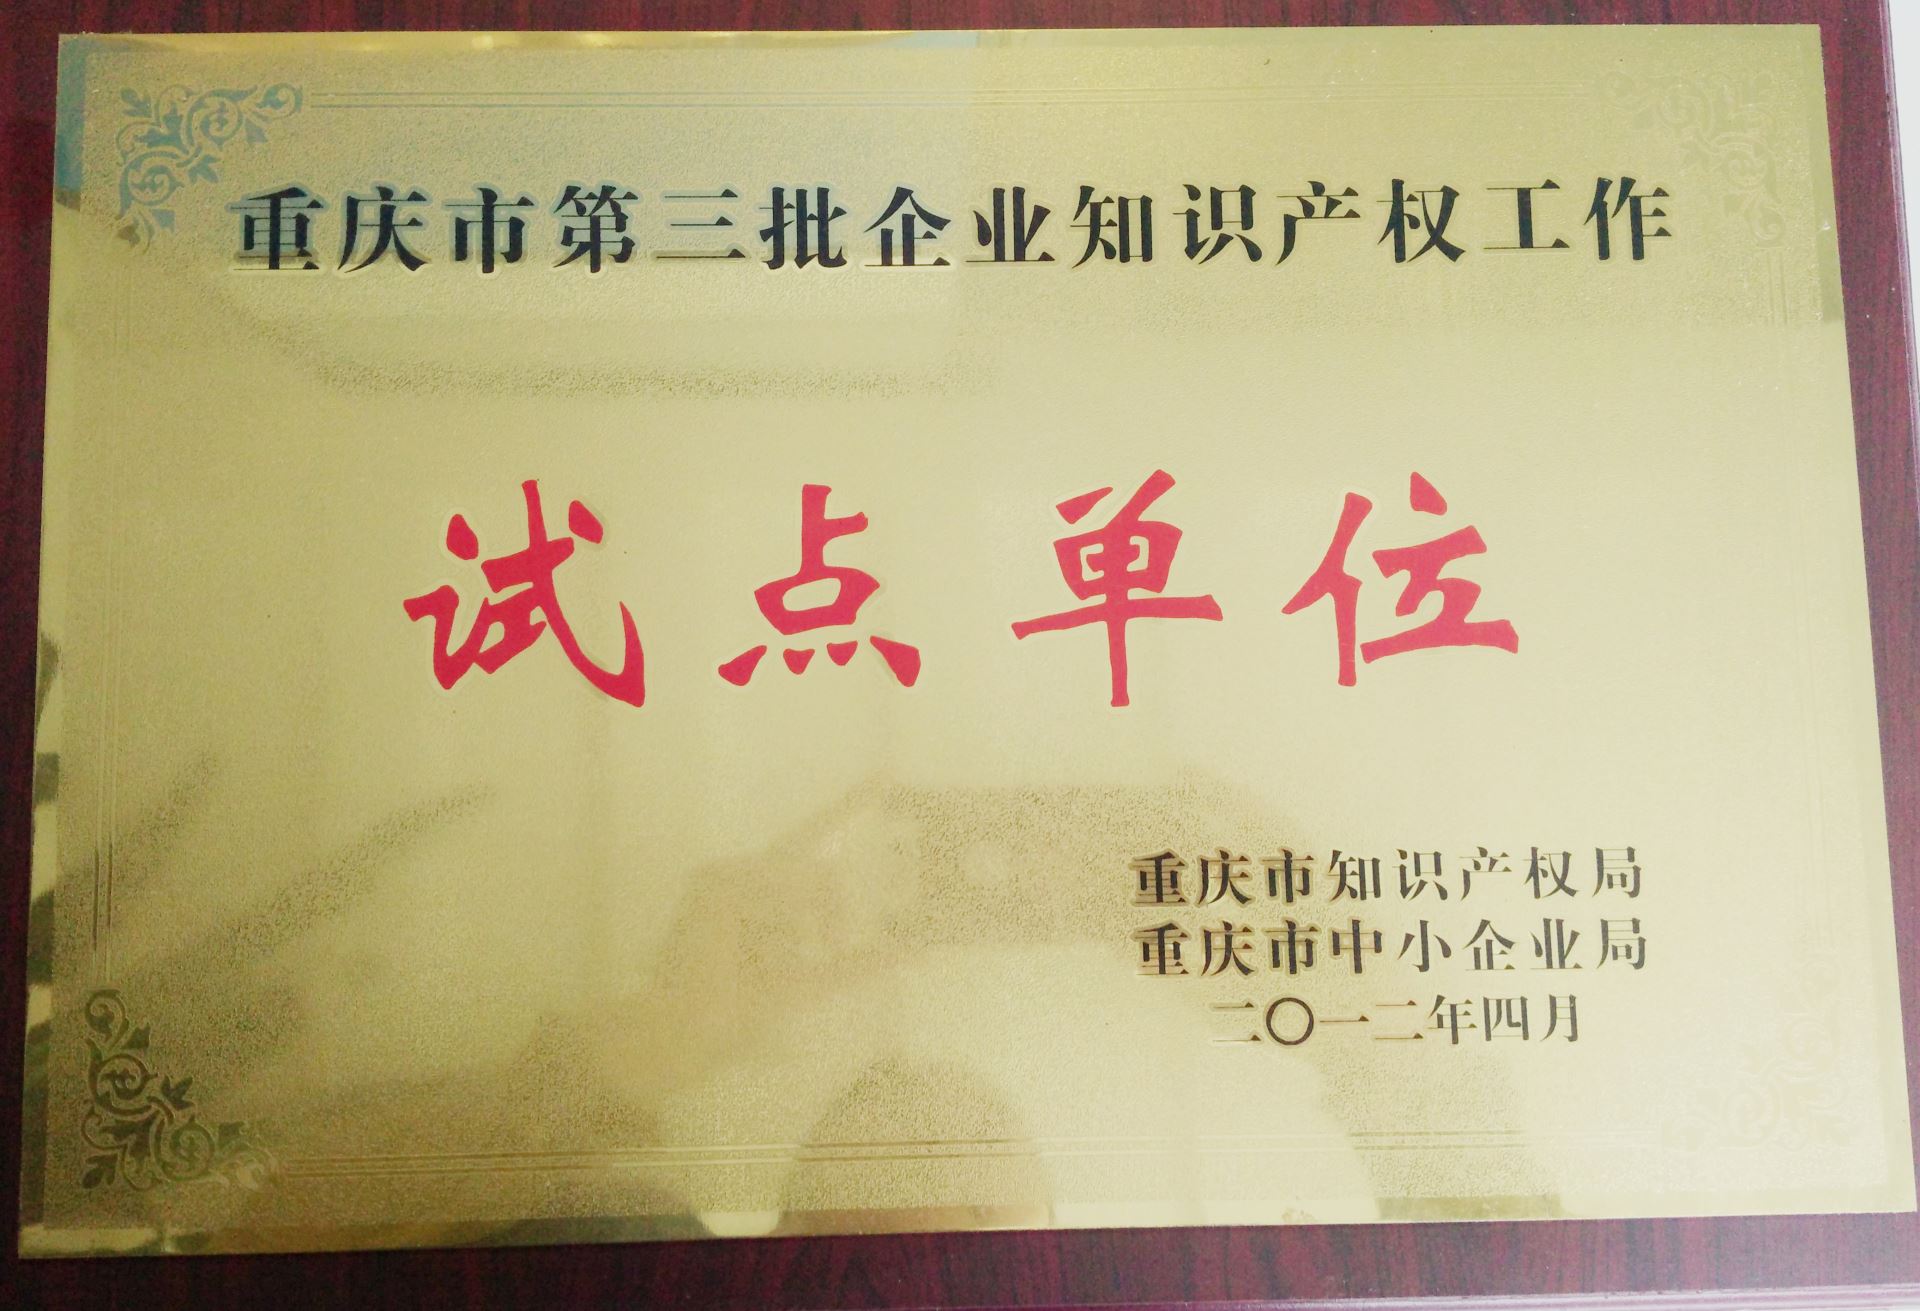 重庆市第三批企业知识产权工作
试点单位
重庆市知识产权局
重庆市中小企业局
二〇一二年四月